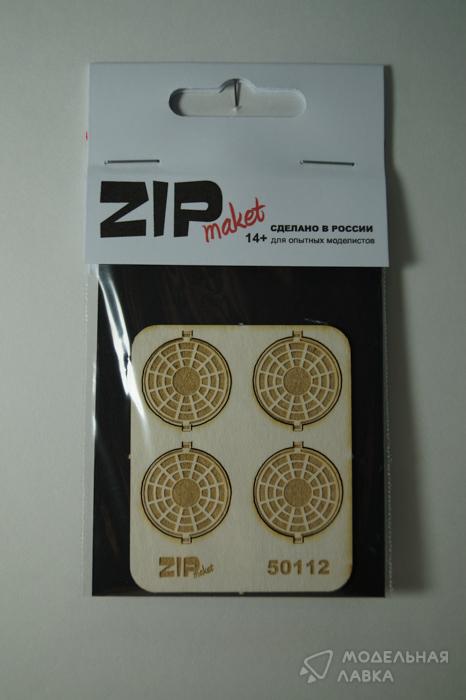 ZIP maket
СДЕЛАНО В РОССИИ
14+ для опытных моделистов
ZIP maket 50112
МОДЕЛЬНАЯ
ЛАВКА